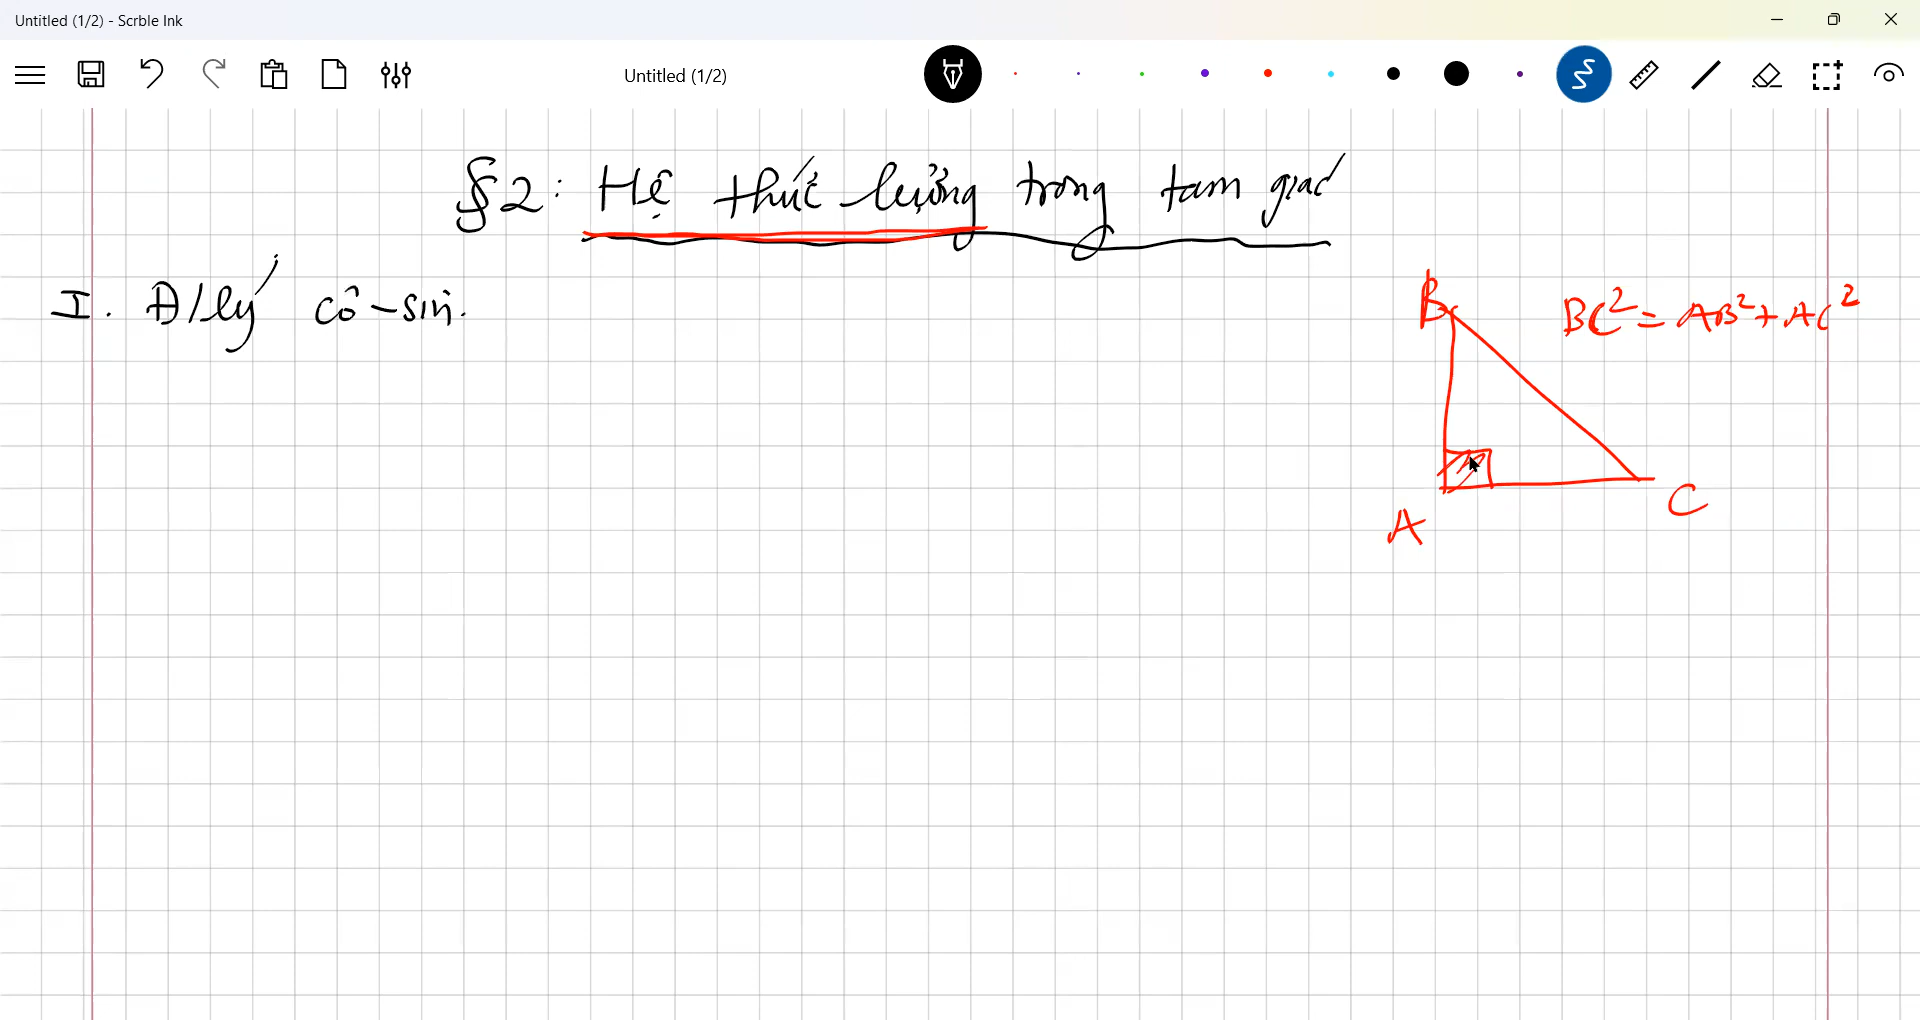 Untitled (1/2) - Scrble Ink
Untitled (1/2)
§2: Hệ thức lượng trong tam giác
I. Đ/lý cô-sin.
B
BC² = AB² + AC²
A
C